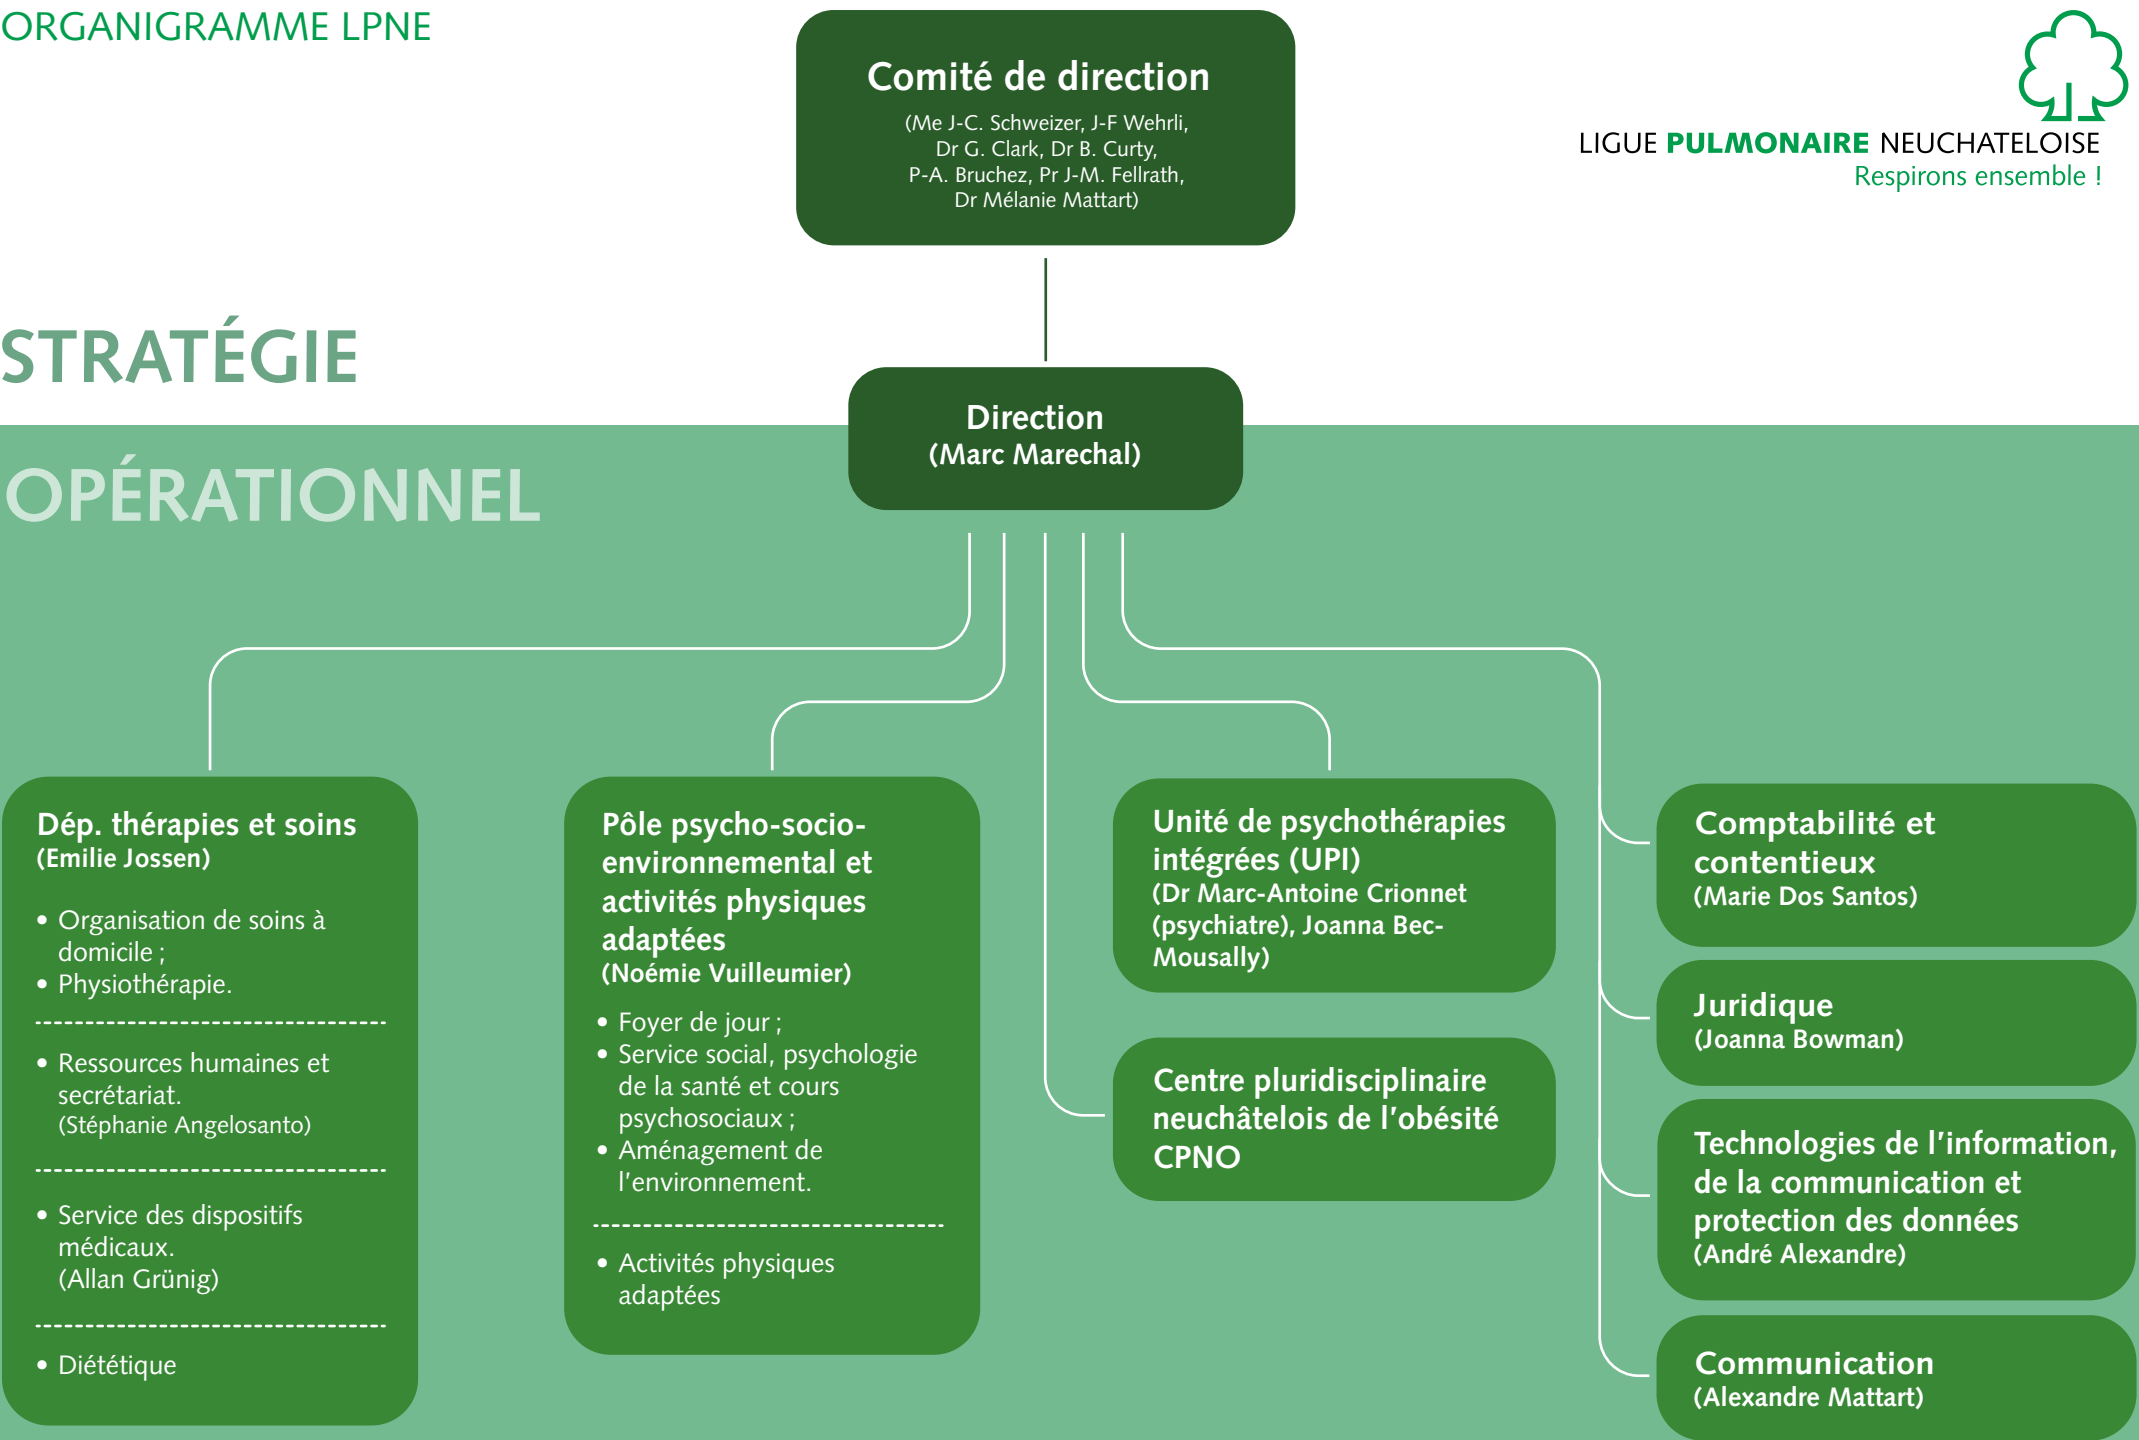 ORGANIGRAMME LPNE
Comité de direction
(Me J-C. Schweizer, J-F Wehrli,
Dr G. Clark, Dr B. Curty,
P-A. Bruchez, Pr J-M. Fellrath,
Dr Mélanie Mattart)
LIGUE PULMONAIRE NEUCHATELOISE
Respirons ensemble !
STRATÉGIE
Direction
(Marc Marechal)
OPÉRATIONNEL
Dép. thérapies et soins
(Emilie Jossen)
• Organisation de soins à
domicile ;
• Physiothérapie.
• Ressources humaines et
secrétariat.
(Stéphanie Angelosanto)
• Service des dispositifs
médicaux.
(Allan Grünig)
• Diététique
Pôle psycho-socio-
environnemental et
activités physiques
adaptées
(Noémie Vuilleumier)
• Foyer de jour ;
• Service social, psychologie
de la santé et cours
psychosociaux ;
• Aménagement de
l'environnement.
• Activités physiques
adaptées
Unité de psychothérapies
intégrées (UPI)
(Dr Marc-Antoine Crionnet
(psychiatre), Joanna Bec-
Mousally)
Centre pluridisciplinaire
neuchâtelois de l'obésité
CPNO
Comptabilité et
contentieux
(Marie Dos Santos)
Juridique
(Joanna Bowman)
Technologies de l'information,
de la communication et
protection des données
(André Alexandre)
Communication
(Alexandre Mattart)